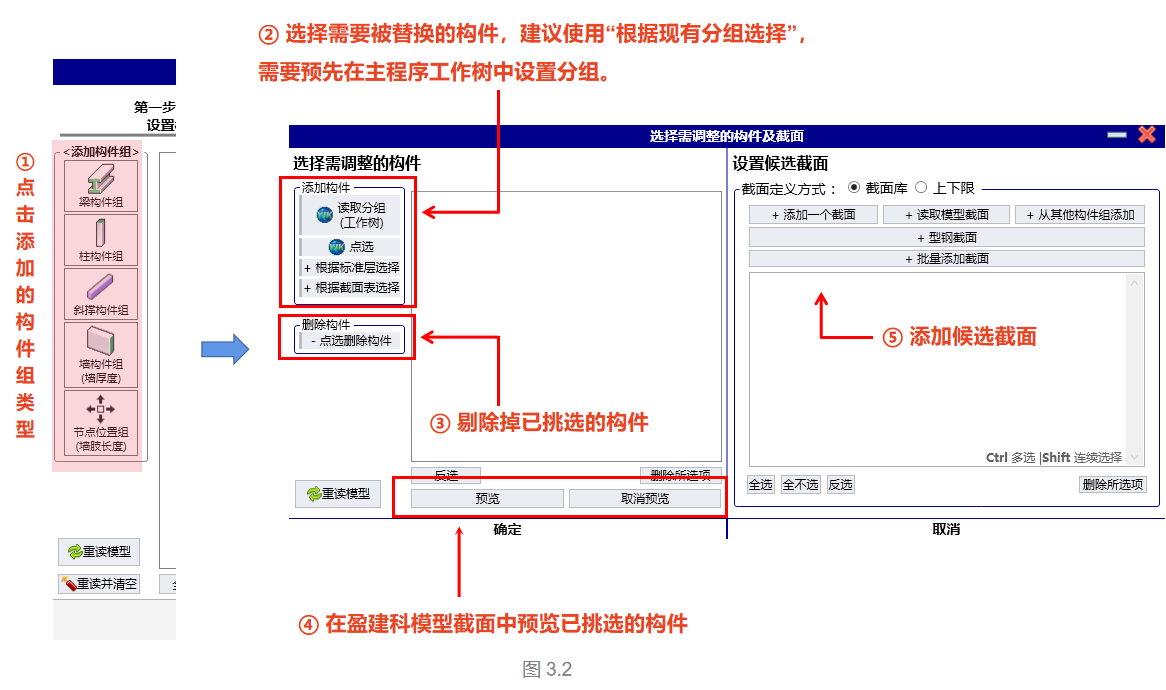 ② 选择需要被替换的构件，建议使用“根据现有分组选择”，
需要预先在主程序工作树中设置分组。
①点击添加的构件组类型
第一步
<添加构件组>
梁构件组
柱构件组
斜撑构件组
墙构件组
(墙厚度)
节点位置组
(墙肢长度)
重读模型
重读并清空
选择需调整的构件及截面
选择需调整的构件
添加构件
读取分组
(工作树)
点选
+ 根据标准层选择
+ 根据截面表选择
删除构件
- 点选删除构件
③ 剔除掉已挑选的构件
反选
删除所选项
重读模型
预览
取消预览
确定
设置候选截面
截面定义方式： 截面库 上下限
+ 添加一个截面
+ 读取模型截面
+ 从其他构件组添加
+ 型钢截面
+ 批量添加截面
⑤ 添加候选截面
Ctrl 多选 |Shift 连续选择
全选
全不选
反选
删除所选项
取消
④ 在盈建科模型截面中预览已挑选的构件
图 3.2